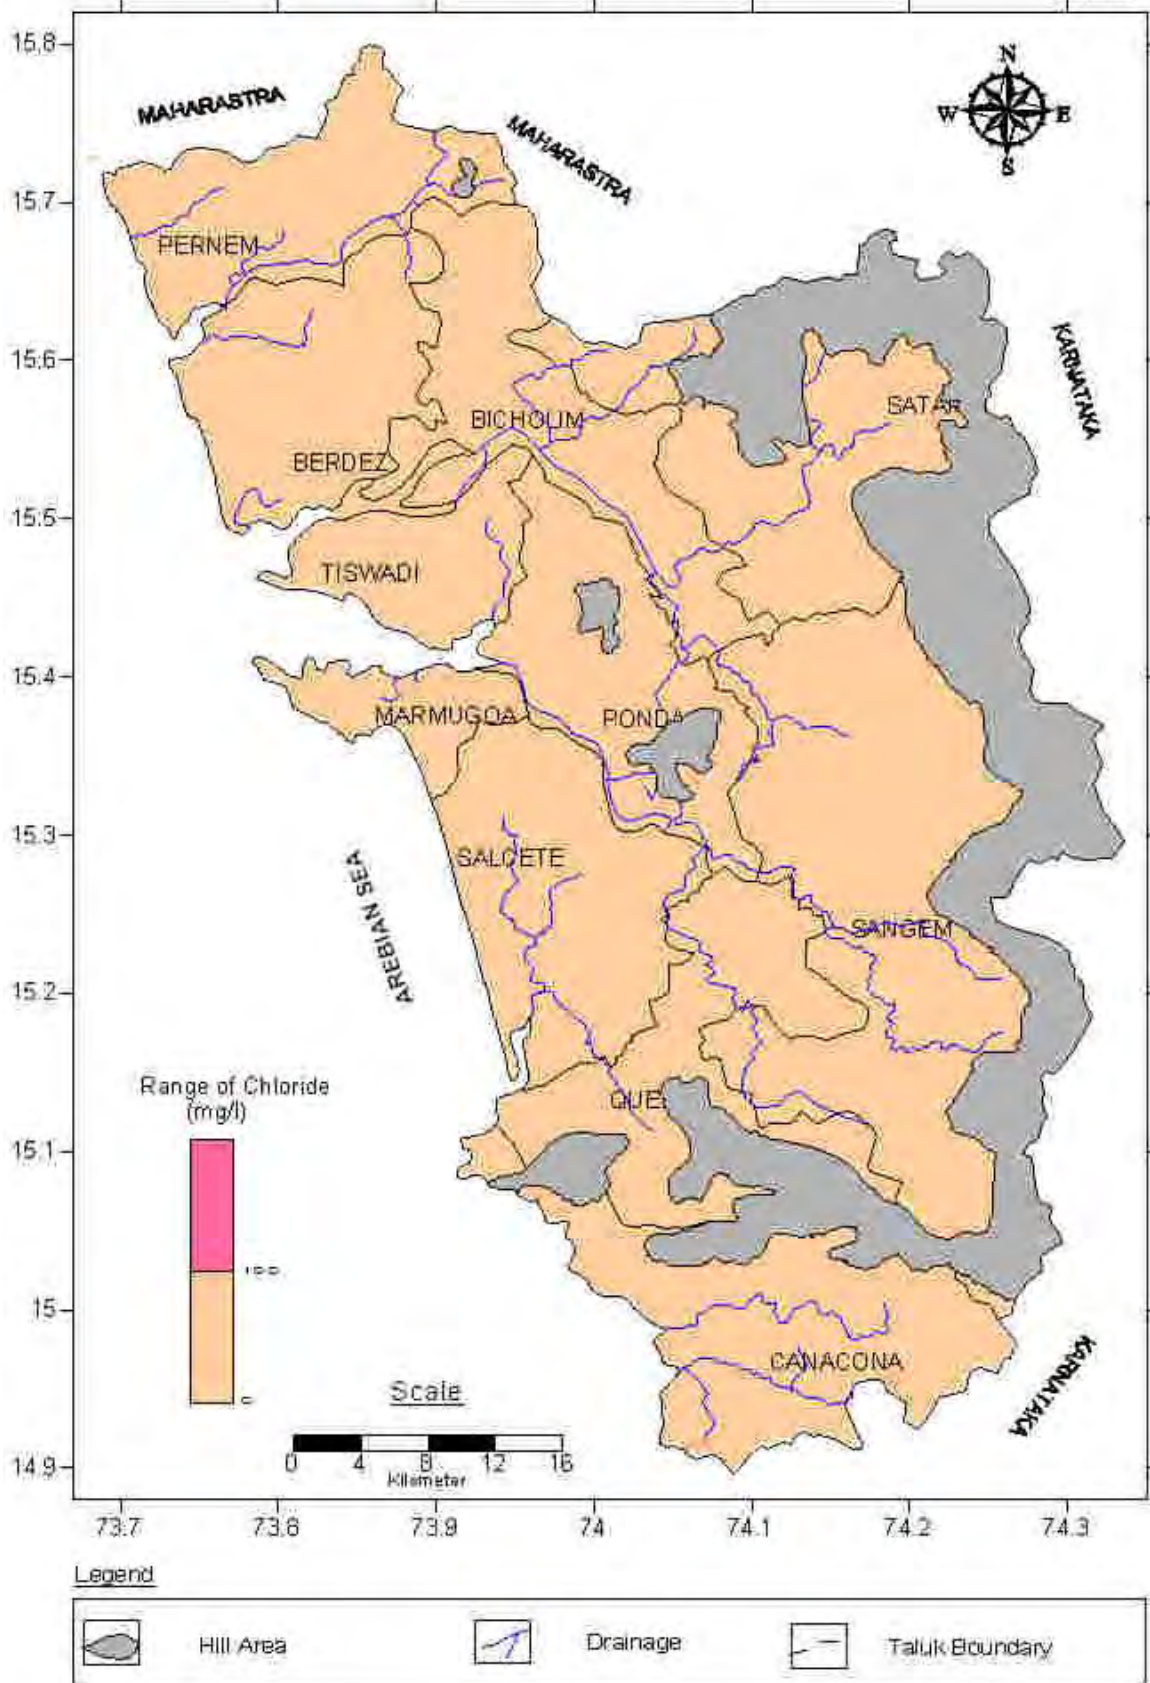 15.8
15.7
15.6
15.5
15.4
15.3
15.2
15.1
15
14.9
MAHARASTRA
MAHARASTRA
N
W E
S
KARNATAKA
PERNEM
SATAR
BICHOLIM
BERDEZ
TISWADI
MARMUGOA
PONDA
SALCETE
AREBIAN SEA
SANGEM
QUE
CANACONA
KARNATAKA
Range of Chloride
(mg/l)
0
Scale
0 4 8 12 16
Kilometer
73.7 73.8 73.9 74 74.1 74.2 74.3
Legend
Hill Area
Drainage
Taluk Boundary